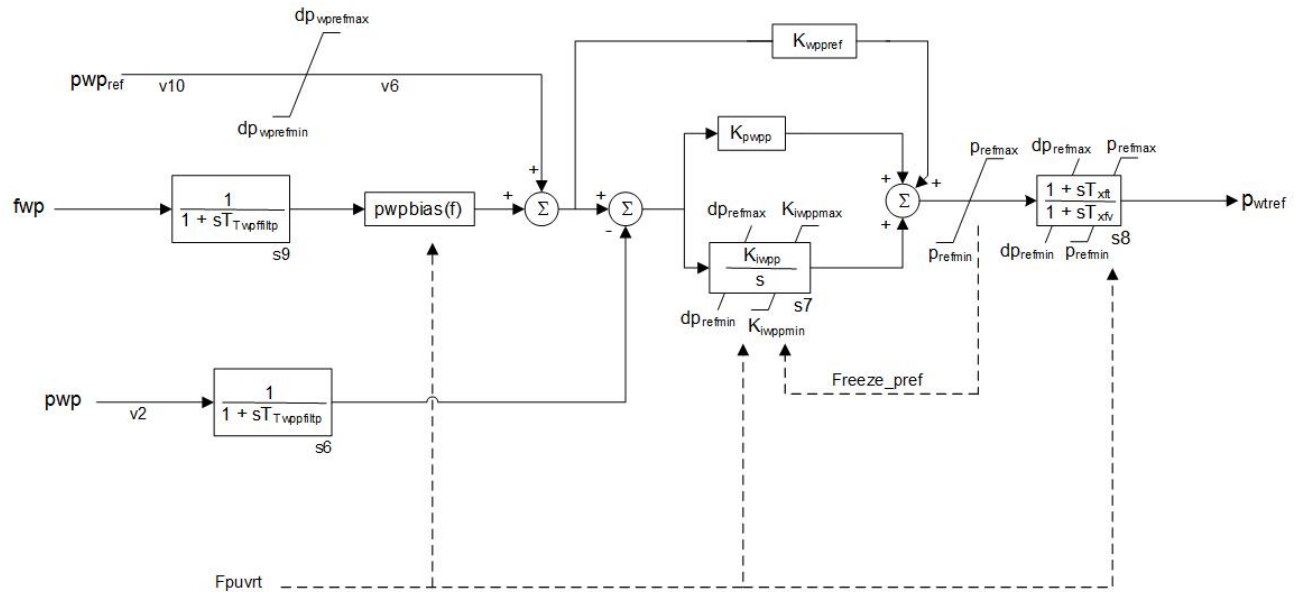 dpwprefmax
Kwppref
pwpref
v10
v6
dpwprefmin
Kpwpp
+
+
+
prefmax
dprefmax
prefmax
fwp
1
1 + sTTwpffiltp
s9
pwpbias(f)
+
Σ
+
Σ
-
dprefmax
Kiwppmax
Σ
+
prefmin
1 + sTxft
1 + sTxfv
s8
pwtref
dprefmin
prefmin
Kiwpp
s
s7
dprefmin
Kiwppmin
Freeze_pref
pwp
v2
1
1 + sTTwppfiltp
s6
Fpuvrt